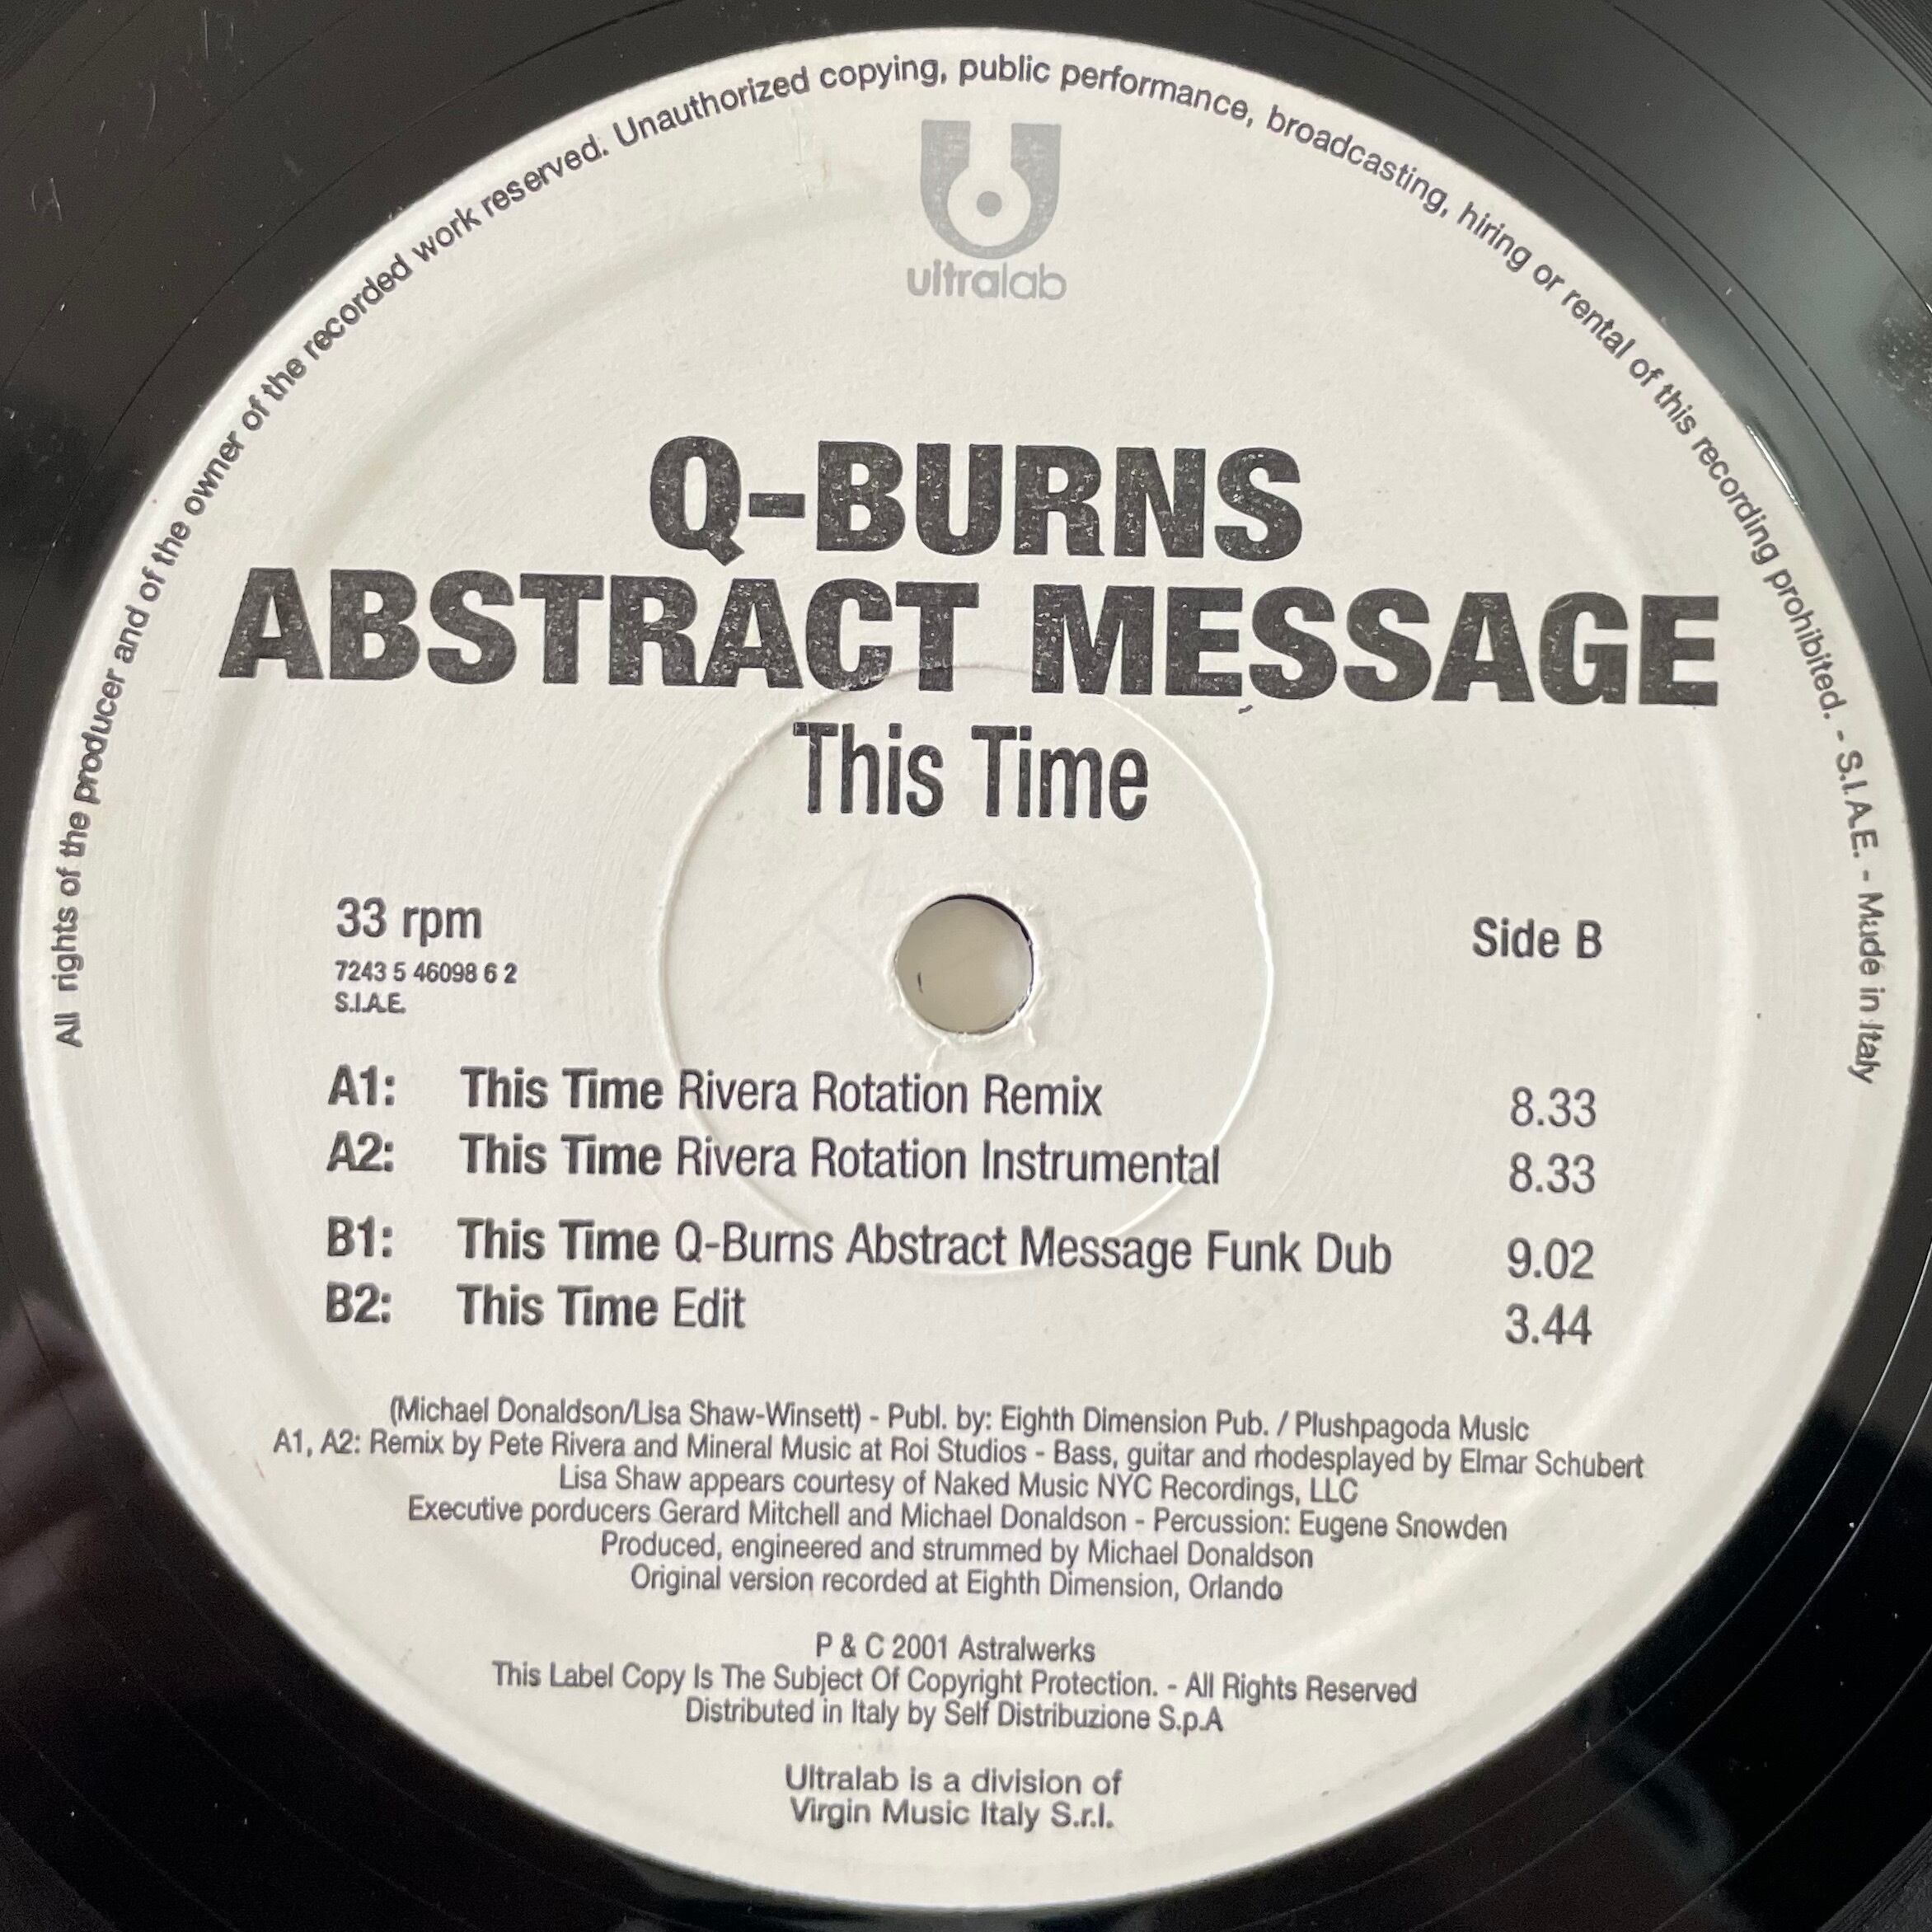 All rights of the producer and of the owner of the recorded work reserved. Unauthorized copying, public performance, broadcasting, hiring or rental of this recording prohibited. - S.I.A.E. - Made in Italy
ultralab
Q-BURNS
ABSTRACT MESSAGE
This Time
33 rpm
Side B
7243 5 46098 6 2
S.I.A.E.
A1: This Time Rivera Rotation Remix 8.33
A2: This Time Rivera Rotation Instrumental 8.33
B1: This Time Q-Burns Abstract Message Funk Dub 9.02
B2: This Time Edit 3.44
(Michael Donaldson/Lisa Shaw-Winsett) - Publ. by: Eighth Dimension Pub. / Plushpagoda Music
A1, A2: Remix by Pete Rivera and Mineral Music at Roi Studios - Bass, guitar and rhodesplayed by Elmar Schubert
Lisa Shaw appears courtesy of Naked Music NYC Recordings, LLC
Executive porducers Gerard Mitchell and Michael Donaldson - Percussion: Eugene Snowden
Produced, engineered and strummed by Michael Donaldson
Original version recorded at Eighth Dimension, Orlando
P & C 2001 Astralwerks
This Label Copy Is The Subject Of Copyright Protection. - All Rights Reserved
Distributed in Italy by Self Distribuzione S.p.A
Ultralab is a division of
Virgin Music Italy S.r.l.